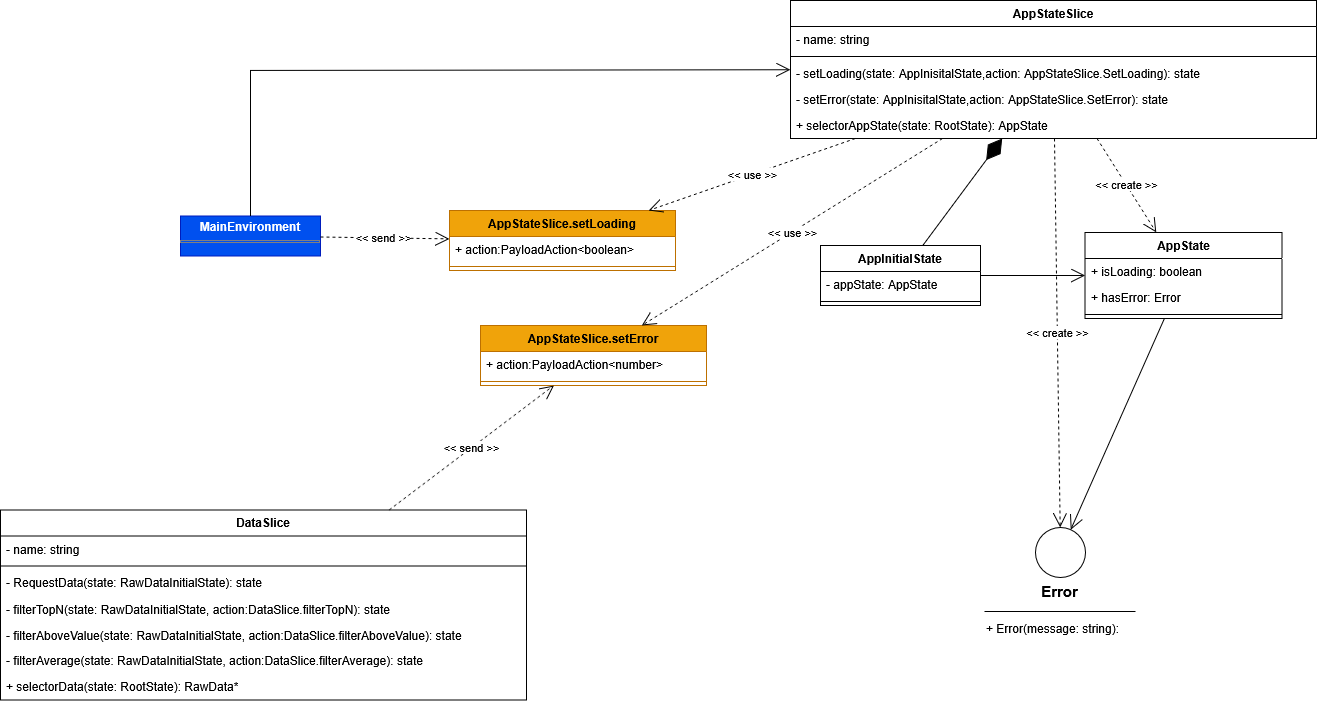 AppStateSlice
- name: string
- setLoading(state: AppInisitalState,action: AppStateSlice.SetLoading): state
- setError(state: AppInisitalState,action: AppStateSlice.SetError): state
+ selectorAppState(state: RootState): AppState
<< use >>
<< create >>
MainEnvironment
<< send >>
AppStateSlice.setLoading
+ action:PayloadAction<boolean>
<< use >>
AppInitialState
- appState: AppState
AppState
+ isLoading: boolean
+ hasError: Error
<< create >>
AppStateSlice.setError
+ action:PayloadAction<number>
<< send >>
DataSlice
- name: string
- RequestData(state: RawDataInitialState): state
- filterTopN(state: RawDataInitialState, action:DataSlice.filterTopN): state
- filterAboveValue(state: RawDataInitialState, action:DataSlice.filterAboveValue): state
- filterAverage(state: RawDataInitialState, action:DataSlice.filterAverage): state
+ selectorData(state: RootState): RawData*
Error
+ Error(message: string):